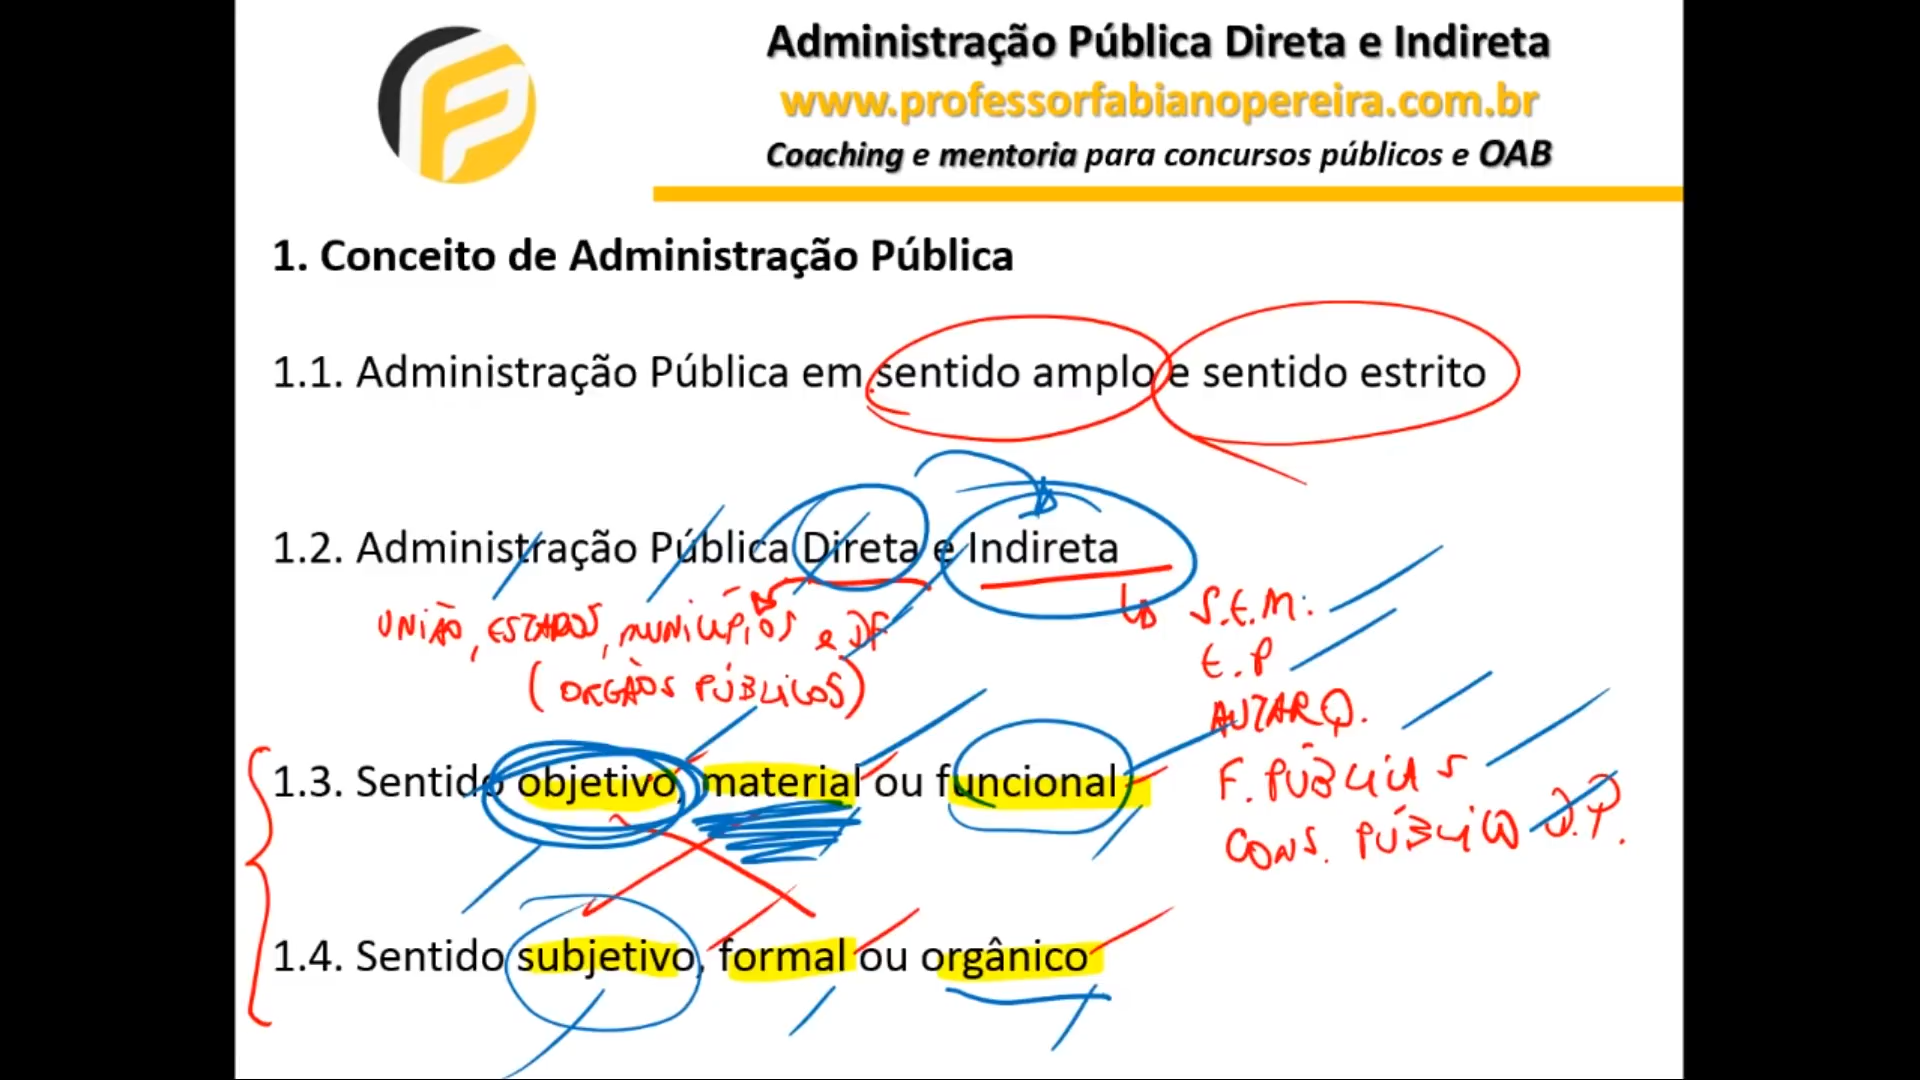 Administração Pública Direta e Indireta
www.professorfabianopereira.com.br
Coaching e mentoria para concursos públicos e OAB
1. Conceito de Administração Pública
1.1. Administração Pública em sentido amplo e sentido estrito
1.2. Administração Pública Direta e Indireta
UNIÃO, ESTADOS, MUNICÍPIOS e DF
(ÓRGÃOS PÚBLICOS)
S.E.M.
E.P
AUTARQ.
F. PÚBLICAS
CONS. PÚBLICO D.P.
1.3. Sentido objetivo, material ou funcional
1.4. Sentido subjetivo, formal ou orgânico